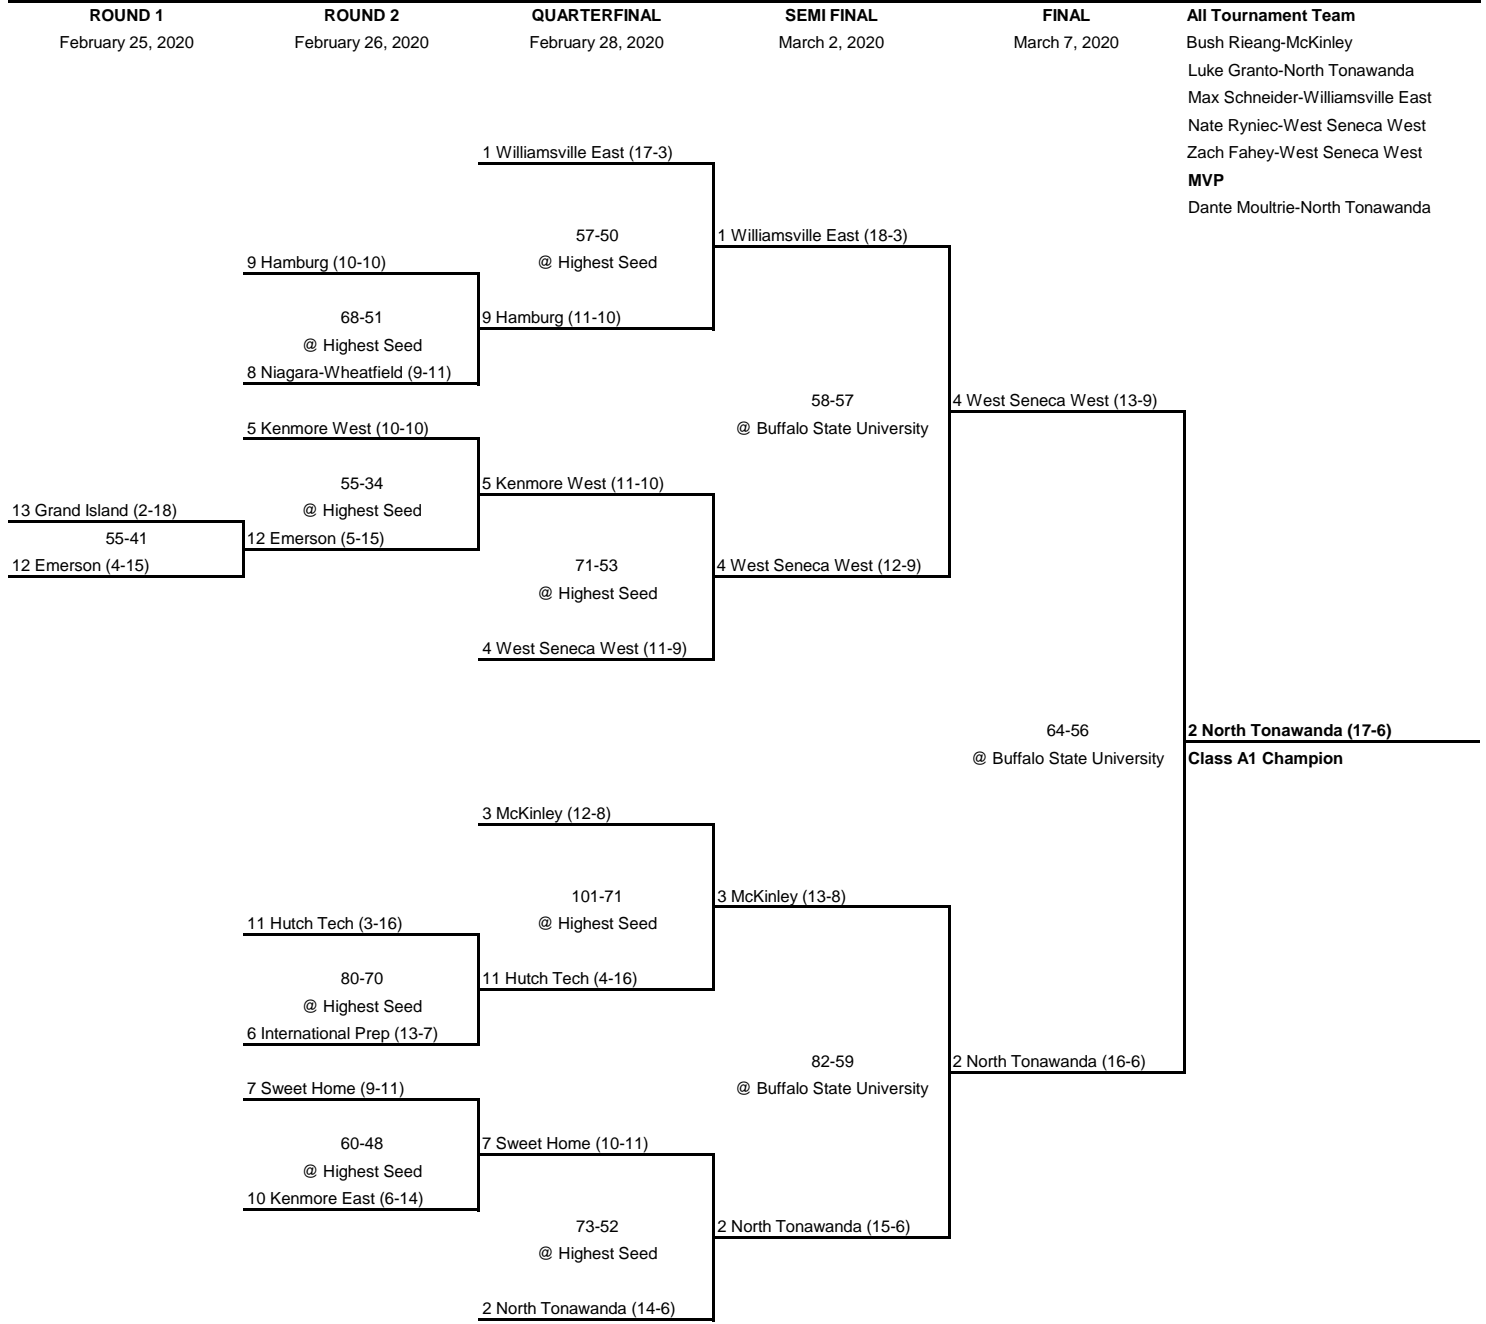 ROUND 1 ROUND 2 QUARTERFINAL SEMI FINAL FINAL All Tournament Team
February 25, 2020 February 26, 2020 February 28, 2020 March 2, 2020 March 7, 2020 Bush Rieang-McKinley
Luke Granto-North Tonawanda
Max Schneider-Williamsville East
Nate Ryniec-West Seneca West
1 Williamsville East (17-3) Zach Fahey-West Seneca West
MVP
Dante Moultrie-North Tonawanda
57-50 1 Williamsville East (18-3)
9 Hamburg (10-10) @ Highest Seed
68-51 9 Hamburg (11-10)
@ Highest Seed
8 Niagara-Wheatfield (9-11)
58-57 4 West Seneca West (13-9)
5 Kenmore West (10-10) @ Buffalo State University
55-34 5 Kenmore West (11-10)
13 Grand Island (2-18) @ Highest Seed
55-41 12 Emerson (5-15)
12 Emerson (4-15) 71-53 4 West Seneca West (12-9)
@ Highest Seed
4 West Seneca West (11-9)
64-56 2 North Tonawanda (17-6)
@ Buffalo State University Class A1 Champion
3 McKinley (12-8)
101-71 3 McKinley (13-8)
11 Hutch Tech (3-16) @ Highest Seed
80-70 11 Hutch Tech (4-16)
@ Highest Seed
6 International Prep (13-7)
82-59 2 North Tonawanda (16-6)
7 Sweet Home (9-11) @ Buffalo State University
60-48 7 Sweet Home (10-11)
@ Highest Seed
10 Kenmore East (6-14)
73-52 2 North Tonawanda (15-6)
@ Highest Seed
2 North Tonawanda (14-6)